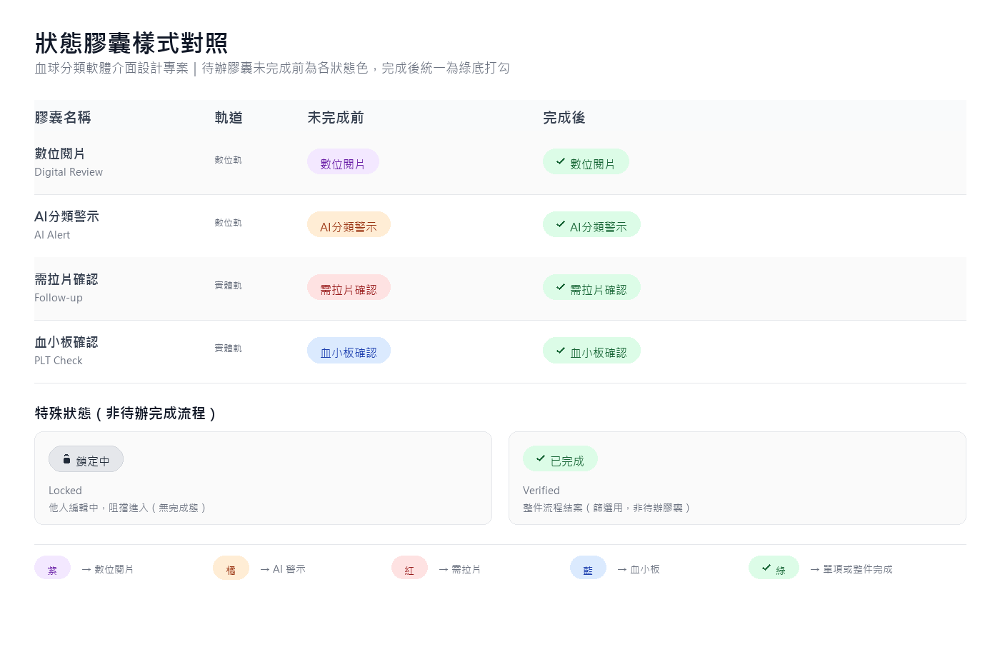 狀態膠囊樣式對照
血球分類軟體介面設計專案｜待辦膠囊未完成前為各狀態色，完成後統一為綠底打勾
膠囊名稱 軌道 未完成前 完成後
數位閱片 數位軌 數位閱片 ✓ 數位閱片
Digital Review
AI分類警示 數位軌 AI分類警示 ✓ AI分類警示
AI Alert
需拉片確認 實體軌 需拉片確認 ✓ 需拉片確認
Follow-up
血小板確認 實體軌 血小板確認 ✓ 血小板確認
PLT Check
特殊狀態（非待辦完成流程）
🔒 鎖定中
Locked
他人編輯中，阻擋進入（無完成態）
✓ 已完成
Verified
整件流程結案（篩選用，非待辦膠囊）
紫 → 數位閱片 橘 → AI 警示 紅 → 需拉片 藍 → 血小板 ✓ 綠 → 單項或整件完成